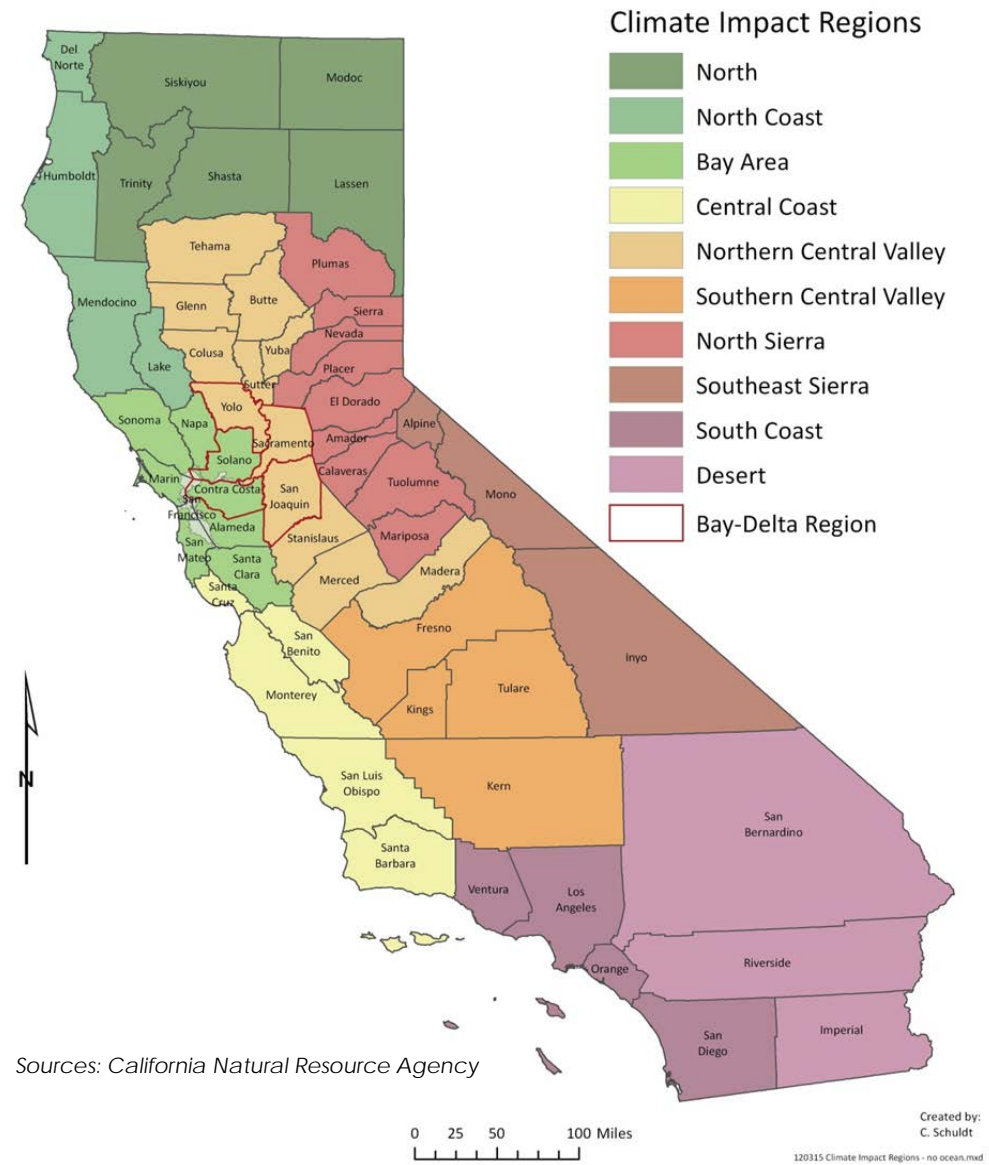 Climate Impact Regions
North
North Coast
Bay Area
Central Coast
Northern Central Valley
Southern Central Valley
North Sierra
Southeast Sierra
South Coast
Desert
Bay-Delta Region
Del
Norte
Siskiyou
Modoc
Humboldt
Trinity
Shasta
Lassen
Tehama
Plumas
Mendocino
Glenn
Butte
Sierra
Nevada
Colusa
Yuba
Lake
Placer
Sutter
El Dorado
Yolo
Sonoma
Napa
Alpine
Sacramento
Amador
Solano
Calaveras
Marin
Tuolumne
Contra Costa
San
Joaquin
Mono
San
Francisco
Alameda
Stanislaus
Mariposa
San
Mateo
Santa
Clara
Madera
Merced
Santa
Cruz
Fresno
San
Benito
Inyo
Monterey
Tulare
Kings
N
San Luis
Obispo
Kern
San
Bernardino
Santa
Barbara
Ventura
Los
Angeles
Orange
Riverside
San
Diego
Imperial
Sources: California Natural Resource Agency
0 25 50 100 Miles
Created by:
C. Schuldt
120315 Climate Impact Regions - no ocean.mxd